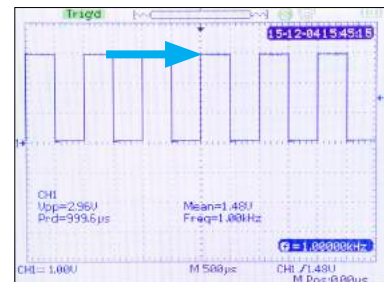 Trig'd
15-12-04 15:45:15
CH1
Vpp=2.96V Mean=1.48V
Prd=999.6μs Freq=1.00kHz
f=1.00000kHz
CH1= 1.00V M 500μs CH1 /1.48V
M Pos:0.00μs